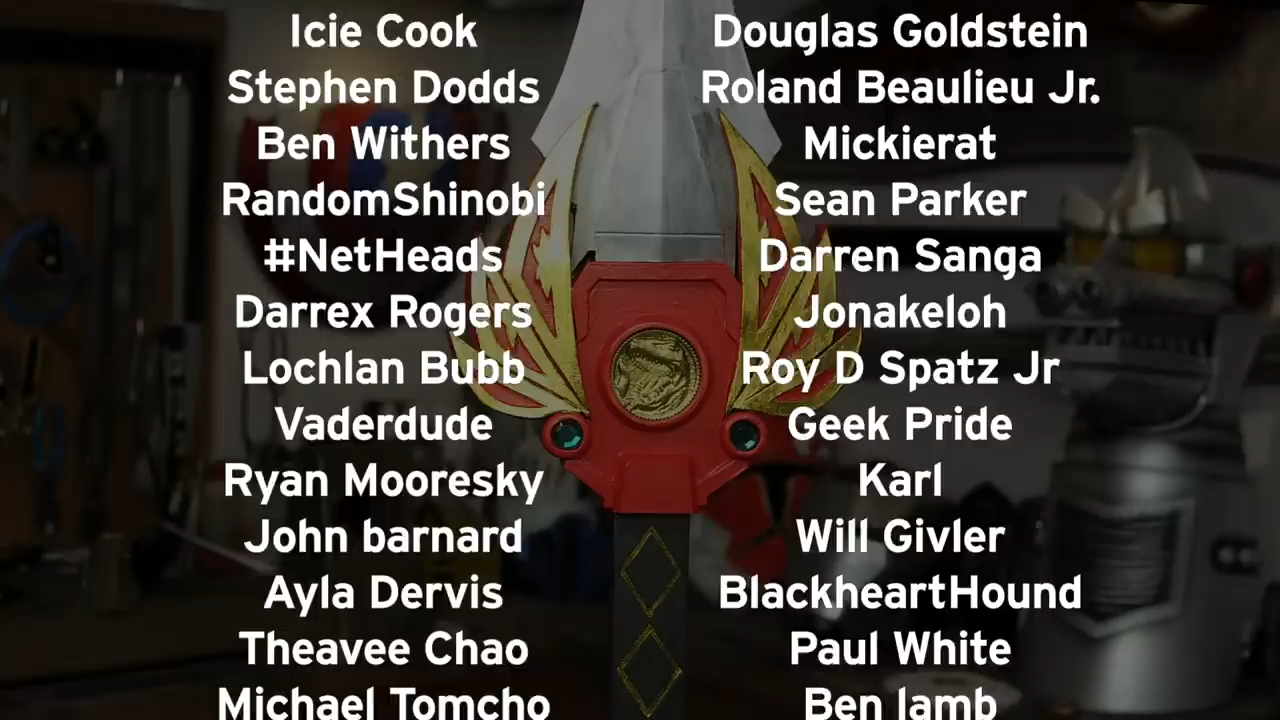 Icie Cook
Stephen Dodds
Ben Withers
RandomShinobi
#NetHeads
Darrex Rogers
Lochlan Bubb
Vaderdude
Ryan Mooresky
John barnard
Ayla Dervis
Theavee Chao
Michael Tomcho
Douglas Goldstein
Roland Beaulieu Jr.
Mickierat
Sean Parker
Darren Sanga
Jonakeloh
Roy D Spatz Jr
Geek Pride
Karl
Will Givler
BlackheartHound
Paul White
Ben lamb